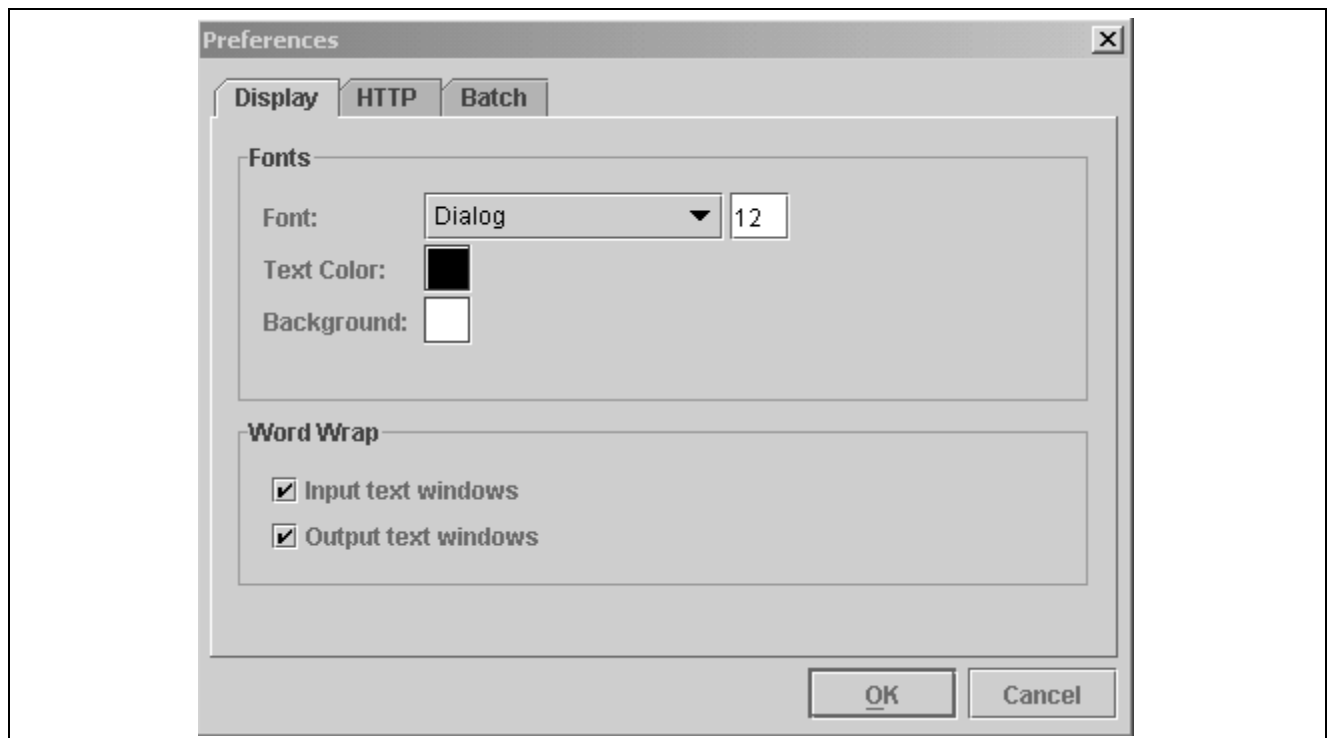 Preferences
Display HTTP Batch
Fonts
Font: Dialog 12
Text Color:
Background:
Word Wrap
Input text windows
Output text windows
OK Cancel